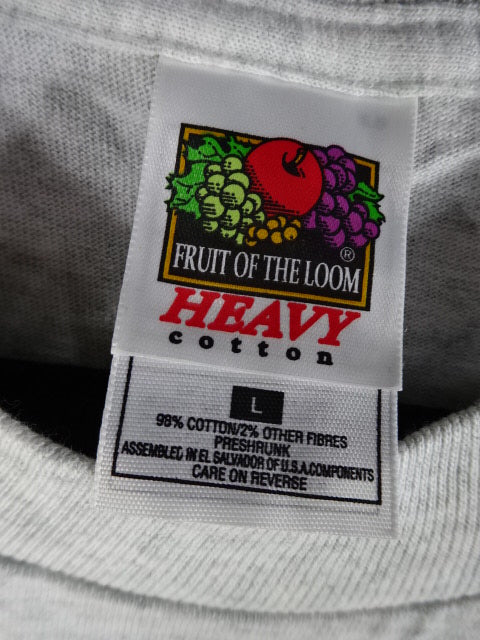 FRUIT OF THE LOOM
®
HEAVY
cotton
L
98% COTTON/2% OTHER FIBRES
PRESHRUNK
ASSEMBLED IN EL SALVADOR OF U.S.A. COMPONENTS
CARE ON REVERSE